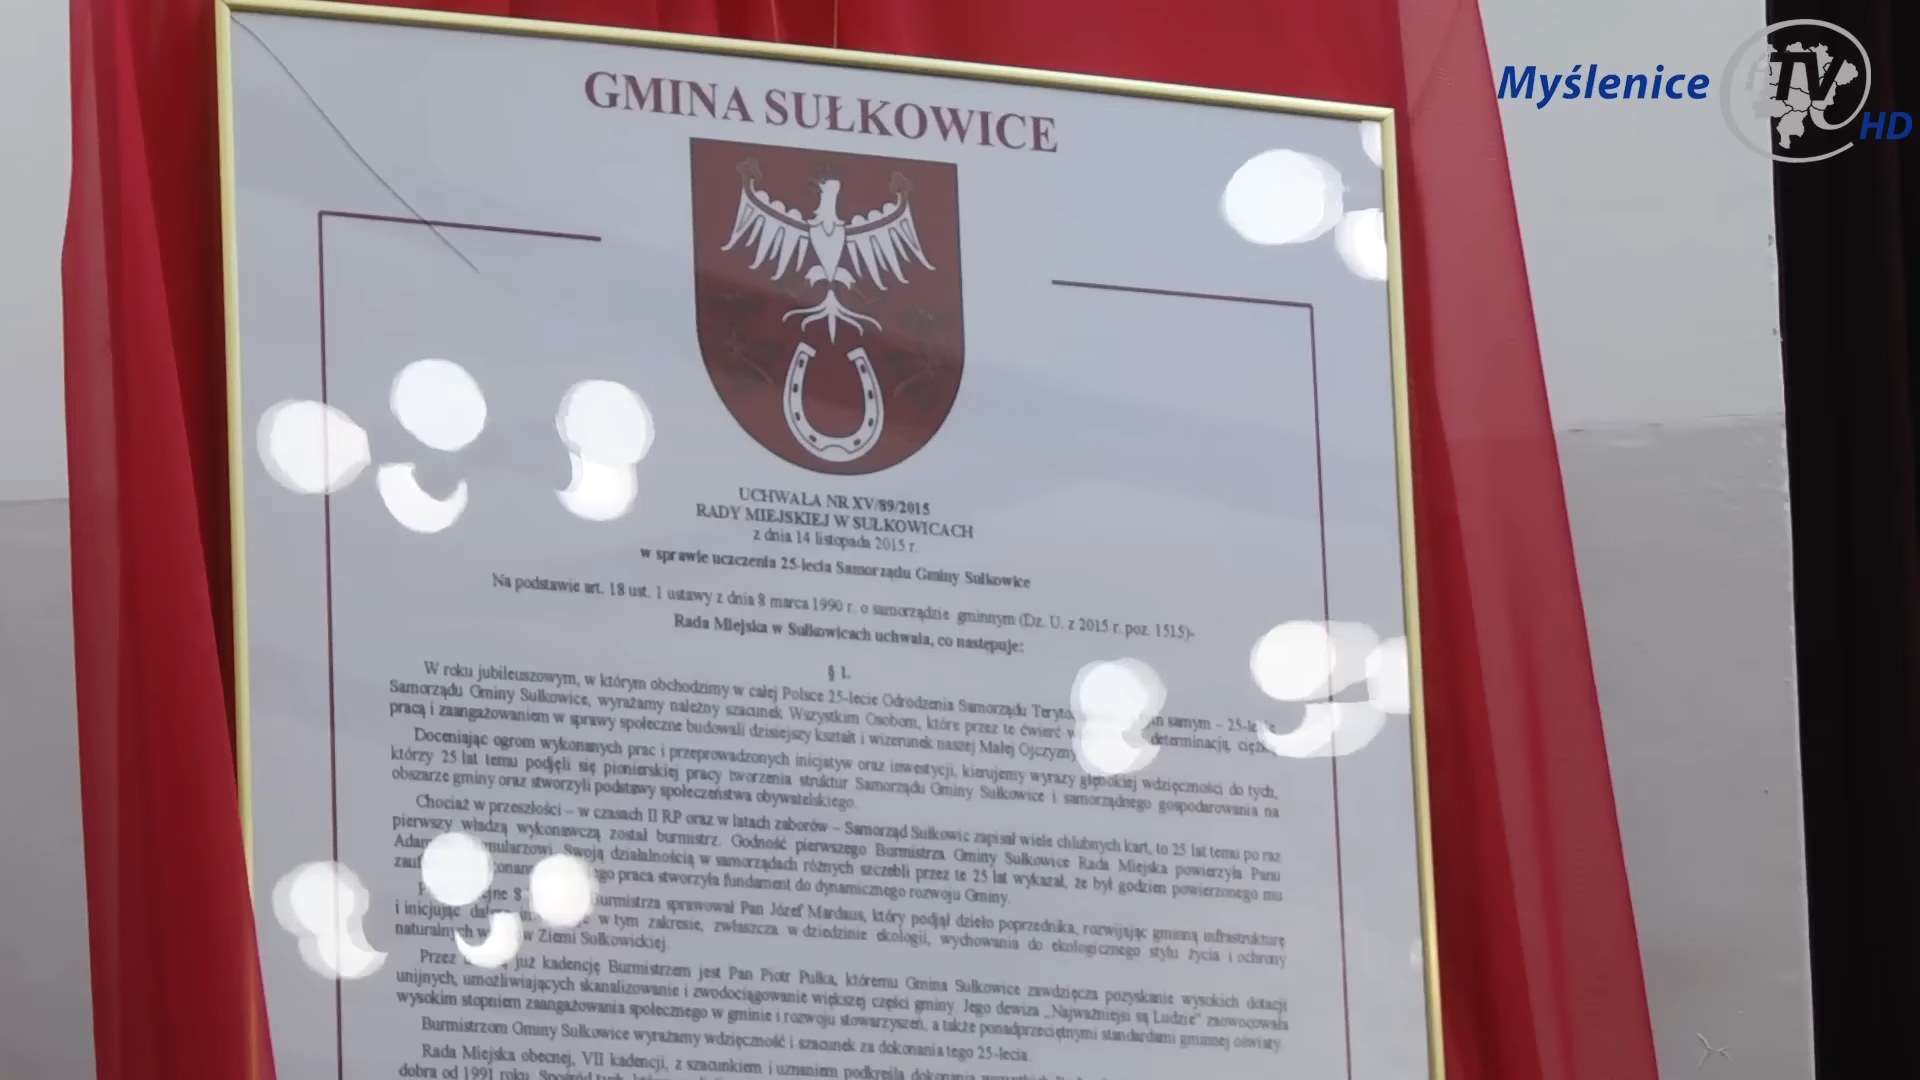 Myślenice TV HD
GMINA SUŁKOWICE
UCHWAŁA NR XV/89/2015
RADY MIEJSKIEJ W SUŁKOWICACH
z dnia 14 listopada 2015 r.
w sprawie uczczenia 25-lecia Samorządu Gminy Sułkowice
Na podstawie art. 18 ust. 1 ustawy z dnia 8 marca 1990 r. o samorządzie gminnym (Dz. U. z 2015 r. poz. 1515)-
Rada Miejska w Sułkowicach uchwala, co następuje:
§ 1.
W roku jubileuszowym, w którym obchodzimy w całej Polsce 25-lecie Odrodzenia Samorządu samym – 25-lecie
Samorządu Gminy Sułkowice, wyrażamy należny szacunek Wszystkim Osobom, które przez te ćwierć determinacją,
pracą i zaangażowaniem w sprawy społeczne budowali dzisiejszy kształt i wizerunek naszej Małej Ojczyzny
Doceniając ogrom wykonanych prac i przeprowadzonych inicjatyw oraz inwestycji, kierujemy wyrazy głębokiej wdzięczności do tych,
którzy 25 lat temu podjęli się pionierskiej pracy tworzenia struktur Samorządu Gminy Sułkowice i samorządnego gospodarowania na
obszarze gminy oraz stworzyli podstawy społeczeństwa obywatelskiego.
Chociaż w przeszłości – w czasach II RP oraz w latach zaborów – Samorząd Sułkowic zapisał wiele chlubnych kart, to 25 lat temu po raz
pierwszy władzą wykonawczą został burmistrz. Godność pierwszego Burmistrza Gminy Sułkowice Rada Miejska powierzyła Panu
Swoją działalnością w samorządach różnych szczebli przez te 25 lat wykazał, że był godzien powierzonego mu
praca stworzyła fundament do dynamicznego rozwoju Gminy.
sprawował Pan Józef Mardaus, który podjął dzieło poprzednika, rozwijając gminną infrastrukturę
i inicjując w tym zakresie, zwłaszcza w dziedzinie ekologii, wychowania do ekologicznego stylu życia i ochrony
naturalnych Ziemi Sułkowickiej.
Przez już kadencję Burmistrzem jest Pan Piotr Pułka, któremu Gmina Sułkowice zawdzięcza pozyskanie wysokich dotacji
unijnych, umożliwiających skanalizowanie i zwodociągowanie większej części gminy. Jego dewiza „Najważniejsi są Ludzie” zaowocowała
wysokim stopniem zaangażowania społecznego w gminie i rozwoju stowarzyszeń, a także ponadprzeciętnymi standardami gminnej oświaty.
Burmistrzom Gminy Sułkowice wyrażamy wdzięczność i szacunek za dokonania tego 25-lecia.
Rada Miejska obecnej, VII kadencji, z szacunkiem i uznaniem podkreśla dokonania
dobra od 1991 roku.